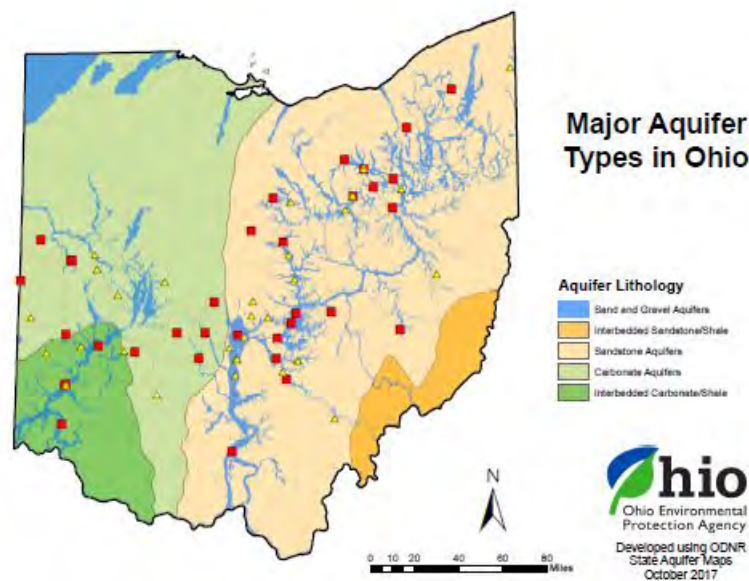 Major Aquifer
Types in Ohio
Aquifer Lithology
Sand and Gravel Aquifers
Interbedded Sandstone/Shale
Sandstone Aquifers
Carbonate Aquifers
Interbedded Carbonate/Shale
N
0 10 20 40 60 80
Miles
Ohio
Ohio Environmental
Protection Agency
Developed using ODNR
State Aquifer Maps
October 2017